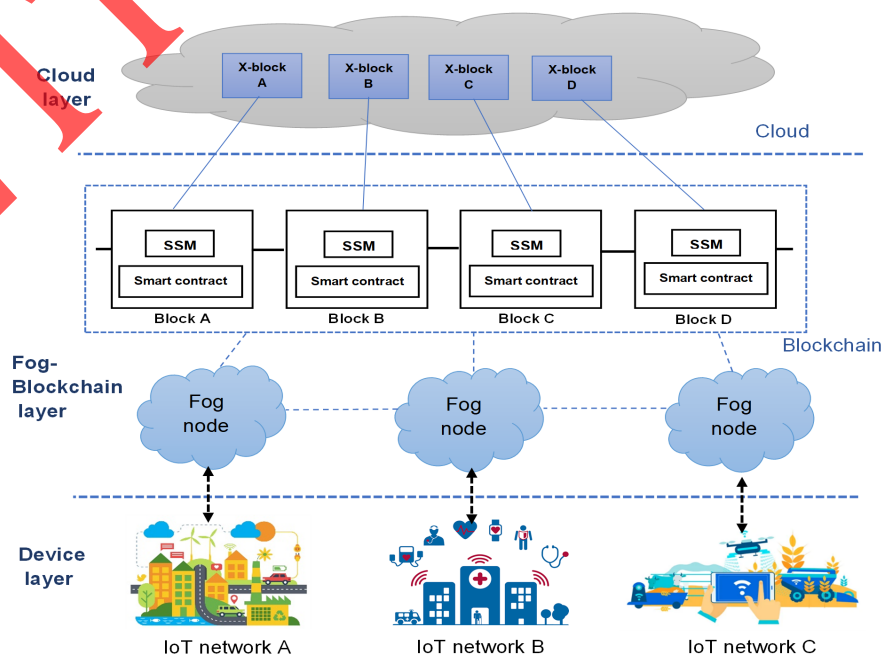 X-block
A
X-block
B
X-block
C
X-block
D
Cloud
layer
Cloud
SSM
Smart contract
Block A
SSM
Smart contract
Block B
SSM
Smart contract
Block C
SSM
Smart contract
Block D
Blockchain
Fog-
Blockchain
layer
Fog
node
Fog
node
Fog
node
Device
layer
IoT network A
IoT network B
IoT network C